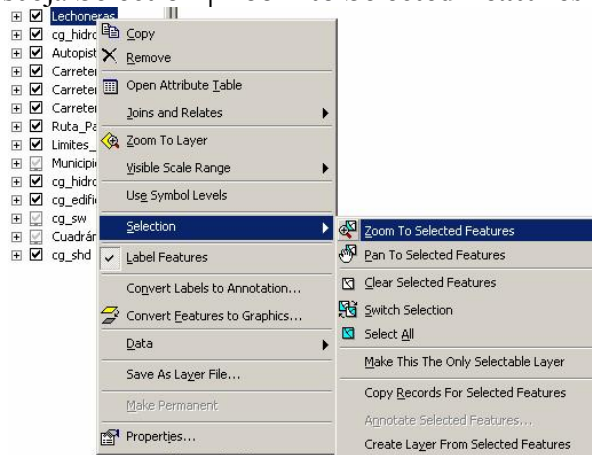 Lechoneras
cg_hidro
Autopist
Carreter
Carreter
Carreter
Ruta_Pa
Limites_
Municipi
cg_hidro
cg_edifi
cg_sw
Cuadrár
cg_shd
Copy
Remove
Open Attribute Table
Joins and Relates
Zoom To Layer
Visible Scale Range
Use Symbol Levels
Selection
Label Features
Convert Labels to Annotation...
Convert Features to Graphics...
Data
Save As Layer File...
Make Permanent
Properties...
Zoom To Selected Features
Pan To Selected Features
Clear Selected Features
Switch Selection
Select All
Make This The Only Selectable Layer
Copy Records For Selected Features
Annotate Selected Features...
Create Layer From Selected Features